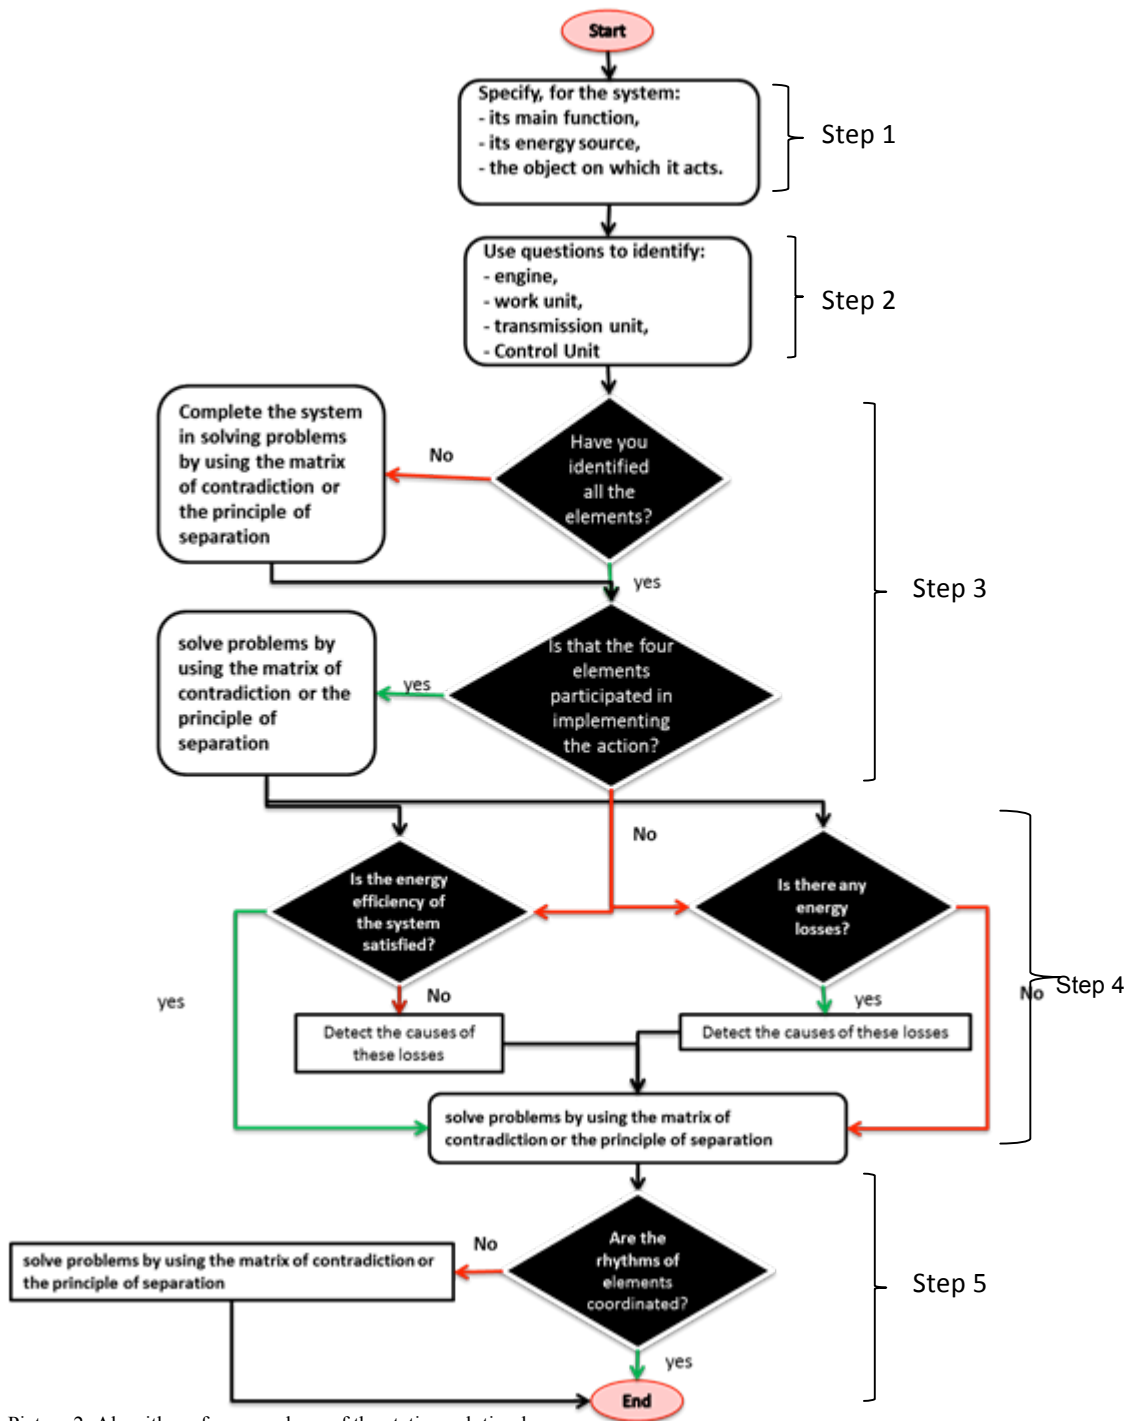 Start
Specify, for the system:
- its main function,
- its energy source,
- the object on which it acts.
Step 1
Use questions to identify:
- engine,
- work unit,
- transmission unit,
- Control Unit
Step 2
Complete the system
in solving problems
by using the matrix
of contradiction or
the principle of
separation
No
Have you
identified
all the
elements?
yes
Step 3
solve problems by
using the matrix of
contradiction or the
principle of
separation
yes
Is that the four
elements
participated in
implementing
the action?
No
Is the energy
efficiency of
the system
satisfied?
Is there any
energy
losses?
yes
No
yes
No
Step 4
Detect the causes of
these losses
Detect the causes of these losses
solve problems by using the matrix of
contradiction or the principle of separation
Are the
rhythms of
elements
coordinated?
No
solve problems by using the matrix of contradiction or
the principle of separation
Step 5
yes
End